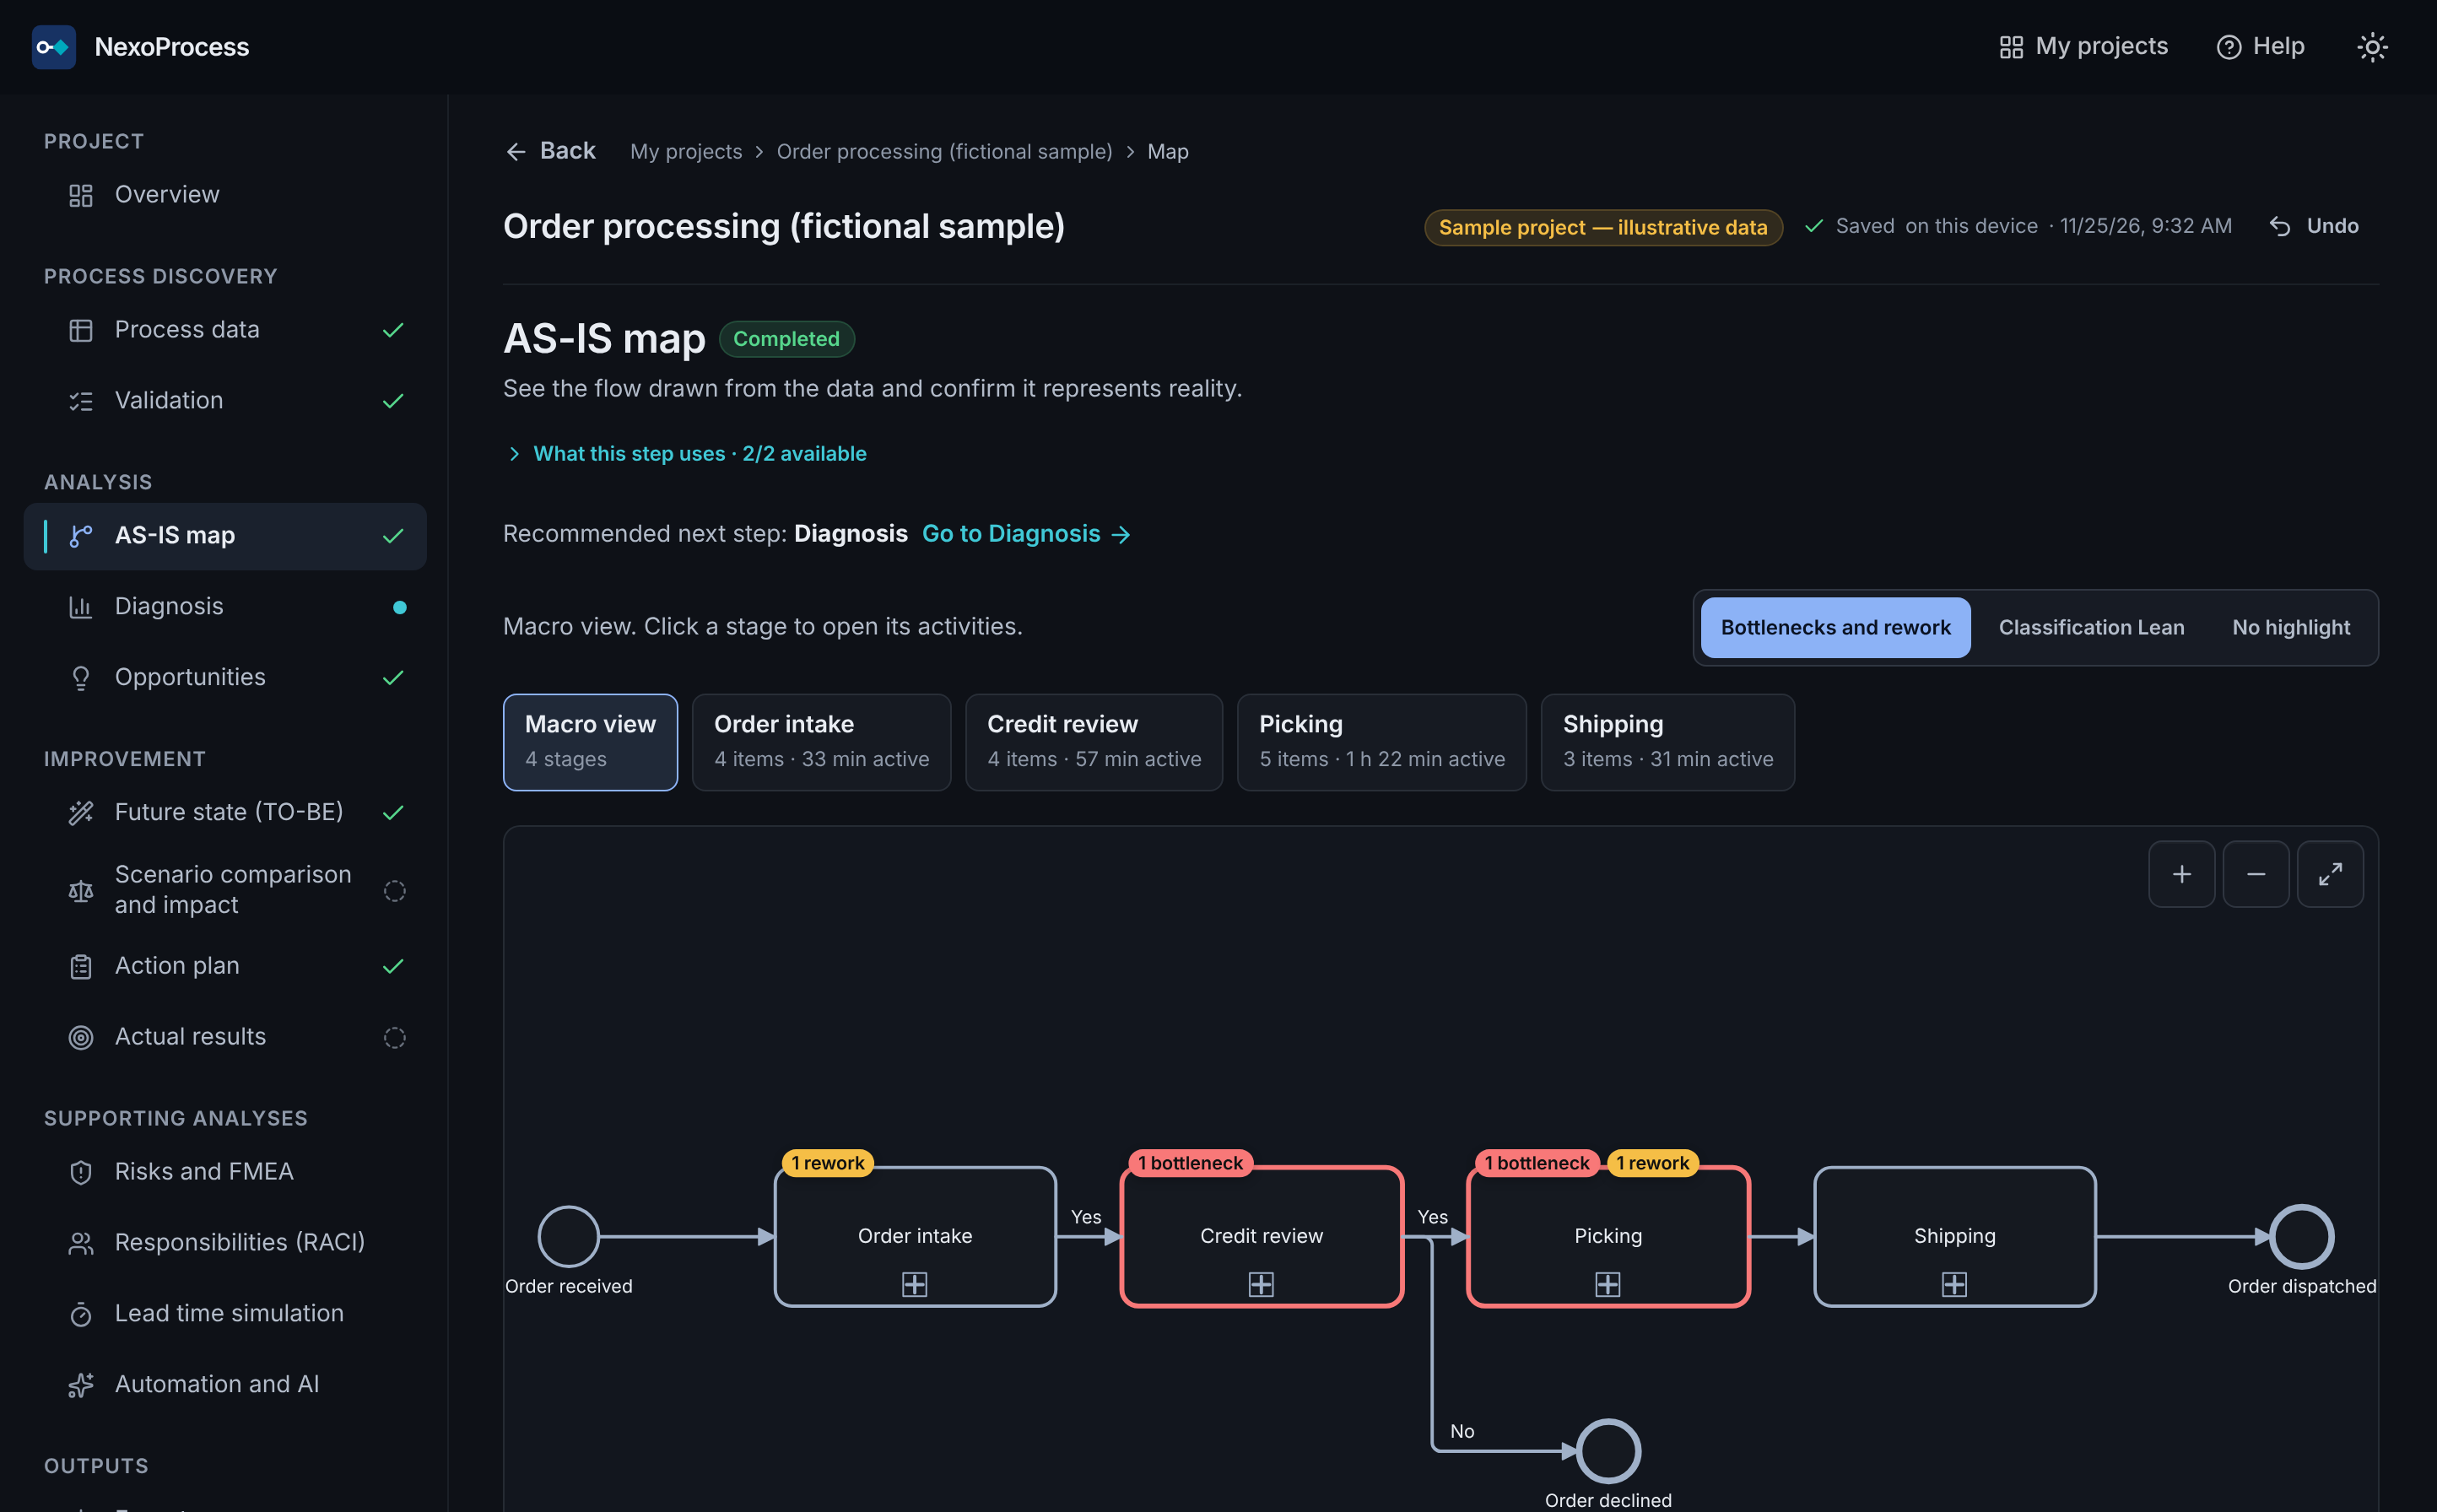 NexoProcess
My projects
Help
PROJECT
Overview
PROCESS DISCOVERY
Process data
Validation
ANALYSIS
AS-IS map
Diagnosis
Opportunities
IMPROVEMENT
Future state (TO-BE)
Scenario comparison
and impact
Action plan
Actual results
SUPPORTING ANALYSES
Risks and FMEA
Responsibilities (RACI)
Lead time simulation
Automation and AI
OUTPUTS
Back
My projects > Order processing (fictional sample) > Map
Order processing (fictional sample)
Sample project — illustrative data
Saved on this device · 11/25/26, 9:32 AM
Undo
AS-IS map
Completed
See the flow drawn from the data and confirm it represents reality.
What this step uses · 2/2 available
Recommended next step: Diagnosis Go to Diagnosis →
Macro view. Click a stage to open its activities.
Bottlenecks and rework
Classification Lean
No highlight
Macro view
4 stages
Order intake
4 items · 33 min active
Credit review
4 items · 57 min active
Picking
5 items · 1 h 22 min active
Shipping
3 items · 31 min active
1 rework
1 bottleneck
1 bottleneck
1 rework
Order received
Order intake
Yes
Credit review
Yes
Picking
Shipping
Order dispatched
No
Order declined